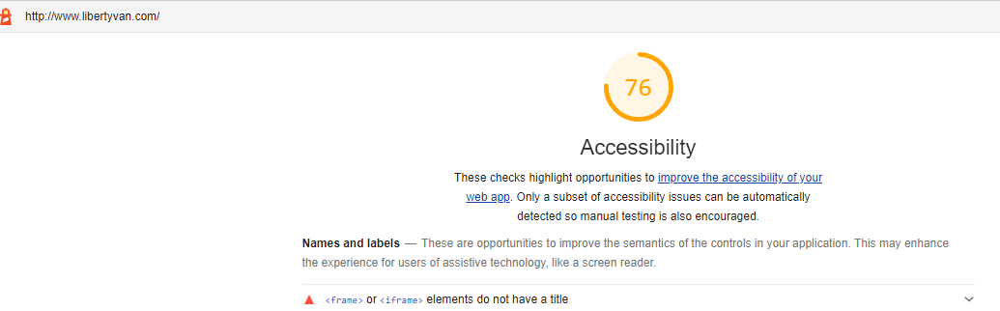 http://www.libertyvan.com/
76
Accessibility
These checks highlight opportunities to improve the accessibility of your
web app. Only a subset of accessibility issues can be automatically
detected so manual testing is also encouraged.
Names and labels — These are opportunities to improve the semantics of the controls in your application. This may enhance
the experience for users of assistive technology, like a screen reader.
<frame> or <iframe> elements do not have a title